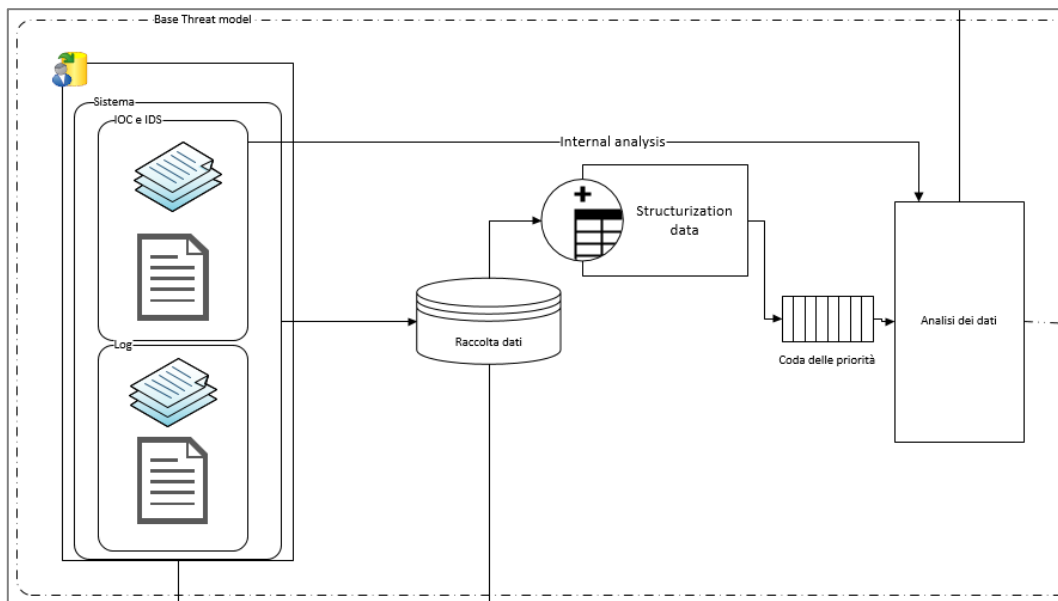 Base Threat model
Sistema
IOC e IDS
Internal analysis
Structurization
data
Raccolta dati
Coda delle priorità
Analisi dei dati
Log